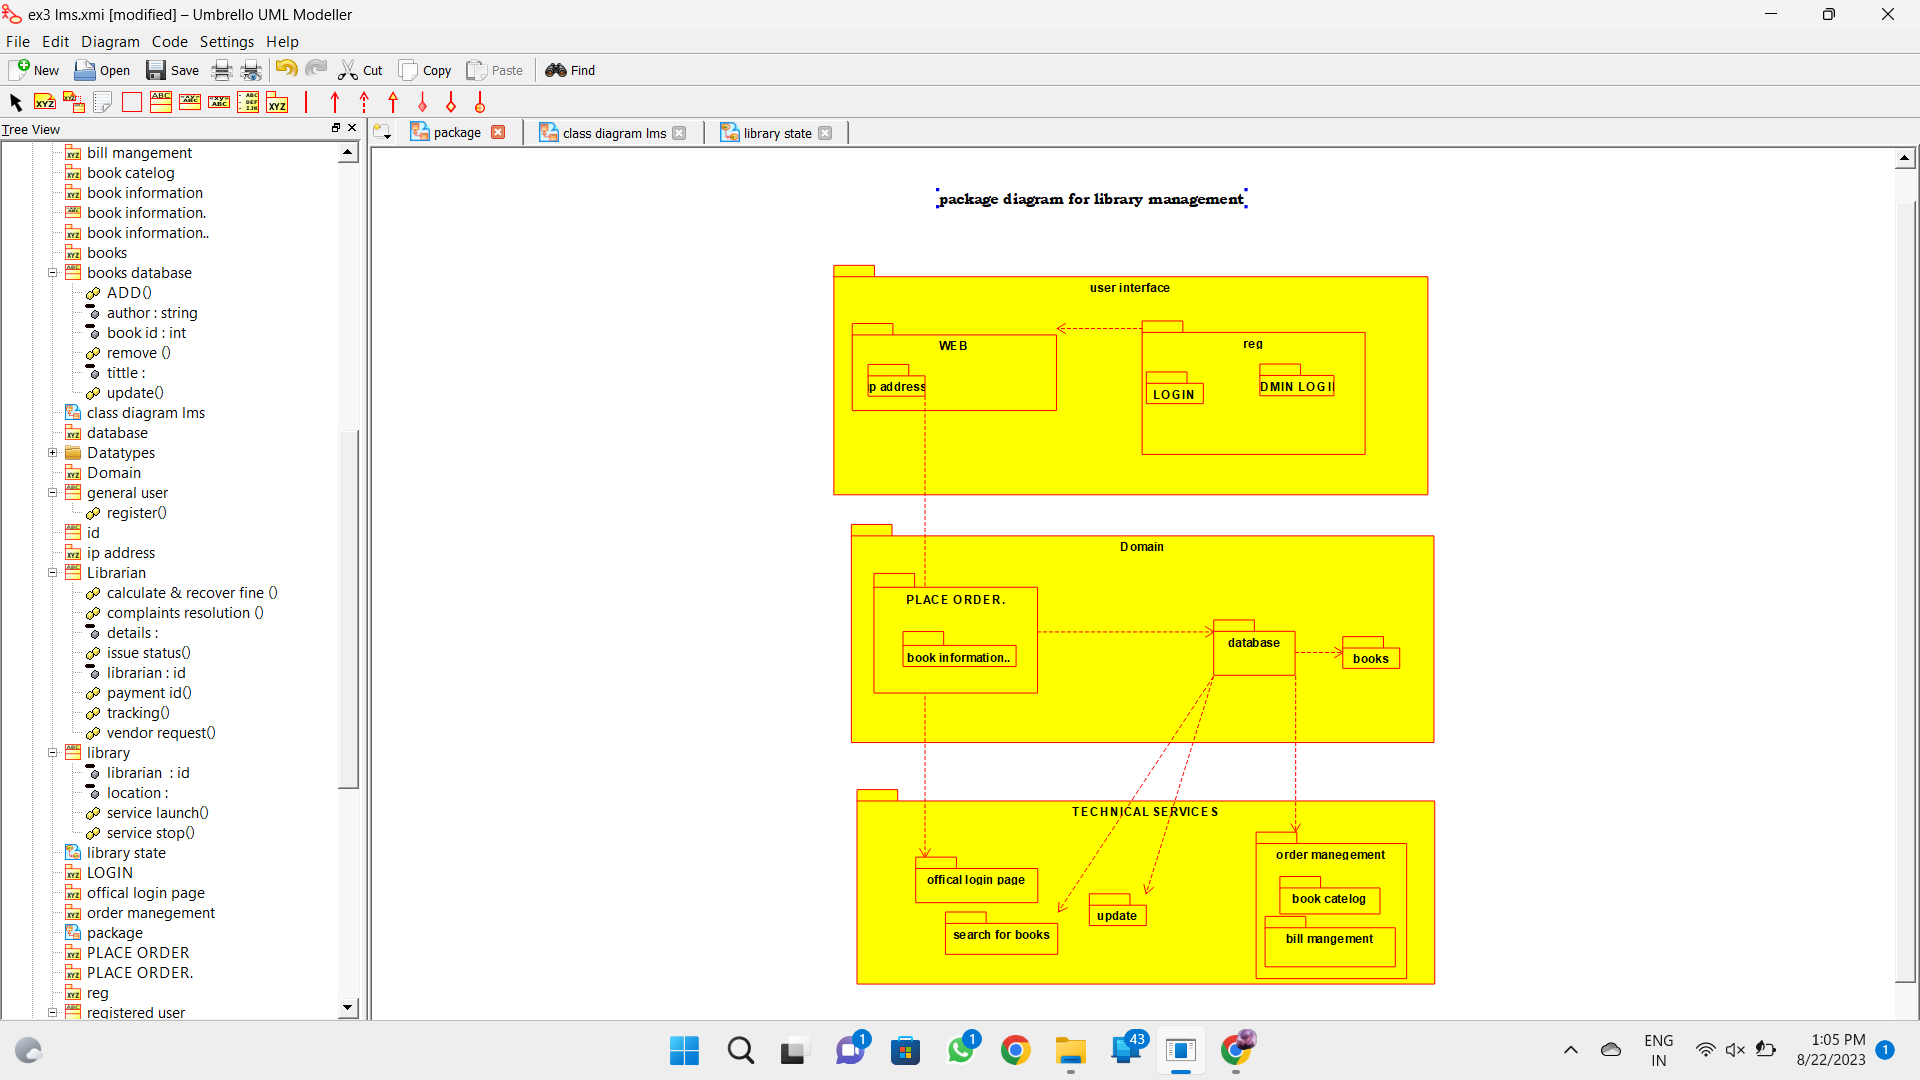 ex3 lms.xmi [modified] – Umbrello UML Modeller
File Edit Diagram Code Settings Help
New Open Save Cut Copy Paste Find
Tree View
package class diagram lms library state
bill mangement
book catelog
book information
book information.
book information..
books
books database
ADD()
author : string
book id : int
remove ()
tittle :
update()
class diagram lms
database
Datatypes
Domain
general user
register()
id
ip address
Librarian
calculate & recover fine ()
complaints resolution ()
details :
issue status()
librarian : id
payment id()
tracking()
vendor request()
library
librarian : id
location :
service launch()
service stop()
library state
LOGIN
offical login page
order manegement
package
PLACE ORDER
PLACE ORDER.
reg
registered user
package diagram for library management
user interface
WEB
ip address
reg
LOGIN
DMIN LOGI
Domain
PLACE ORDER.
book information..
database
books
TECHNICAL SERVICES
offical login page
search for books
update
order manegement
book catelog
bill mangement
1
1
43
ENG
IN
1:05 PM
8/22/2023
1